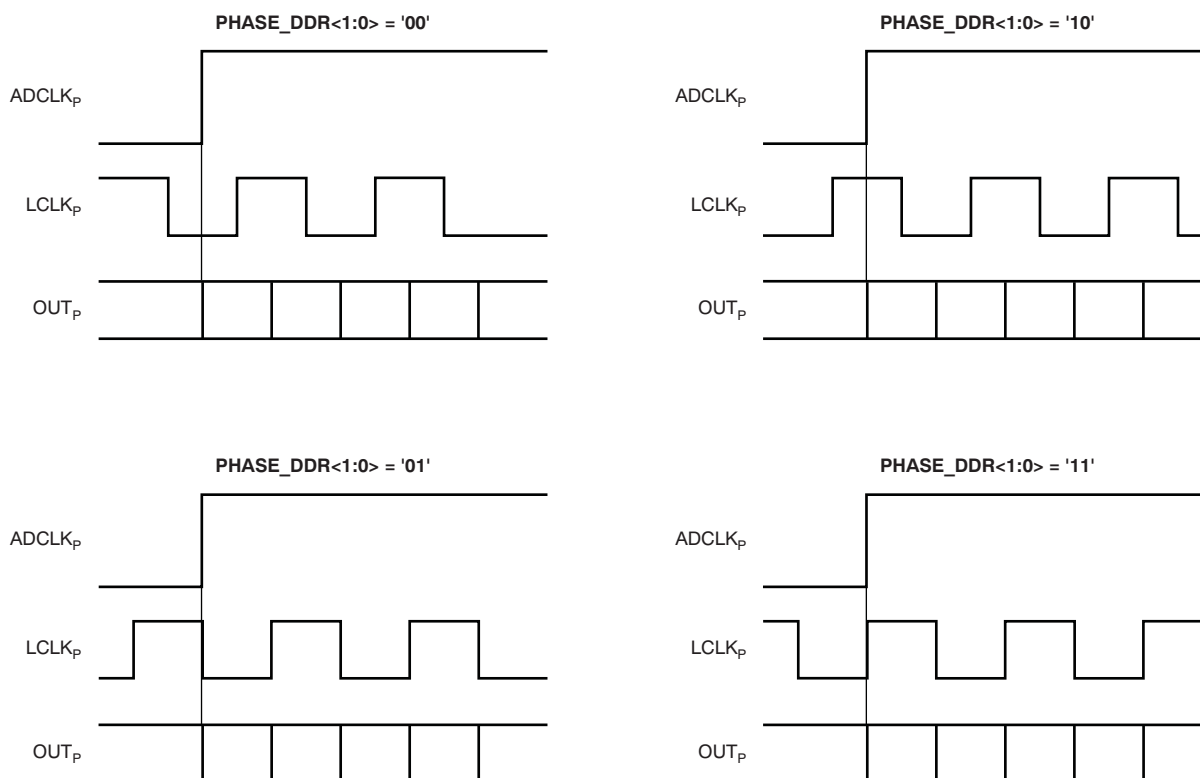 PHASE_DDR<1:0> = '00'
ADCLKP
LCLKP
OUTP
PHASE_DDR<1:0> = '10'
ADCLKP
LCLKP
OUTP
PHASE_DDR<1:0> = '01'
ADCLKP
LCLKP
OUTP
PHASE_DDR<1:0> = '11'
ADCLKP
LCLKP
OUTP